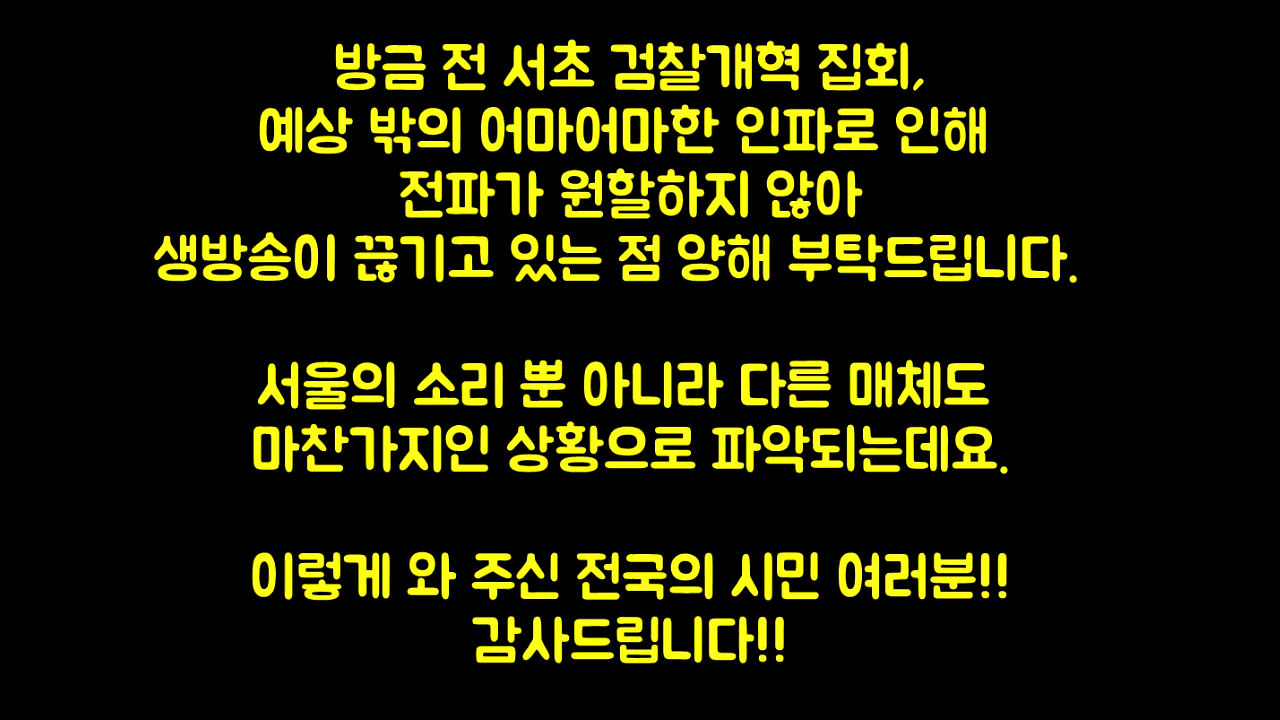 방금 전 서초 검찰개혁 집회,
예상 밖의 어마어마한 인파로 인해
전파가 원할하지 않아
생방송이 끊기고 있는 점 양해 부탁드립니다.
서울의 소리 뿐 아니라 다른 매체도
마찬가지인 상황으로 파악되는데요.
이렇게 와 주신 전국의 시민 여러분!!
감사드립니다!!